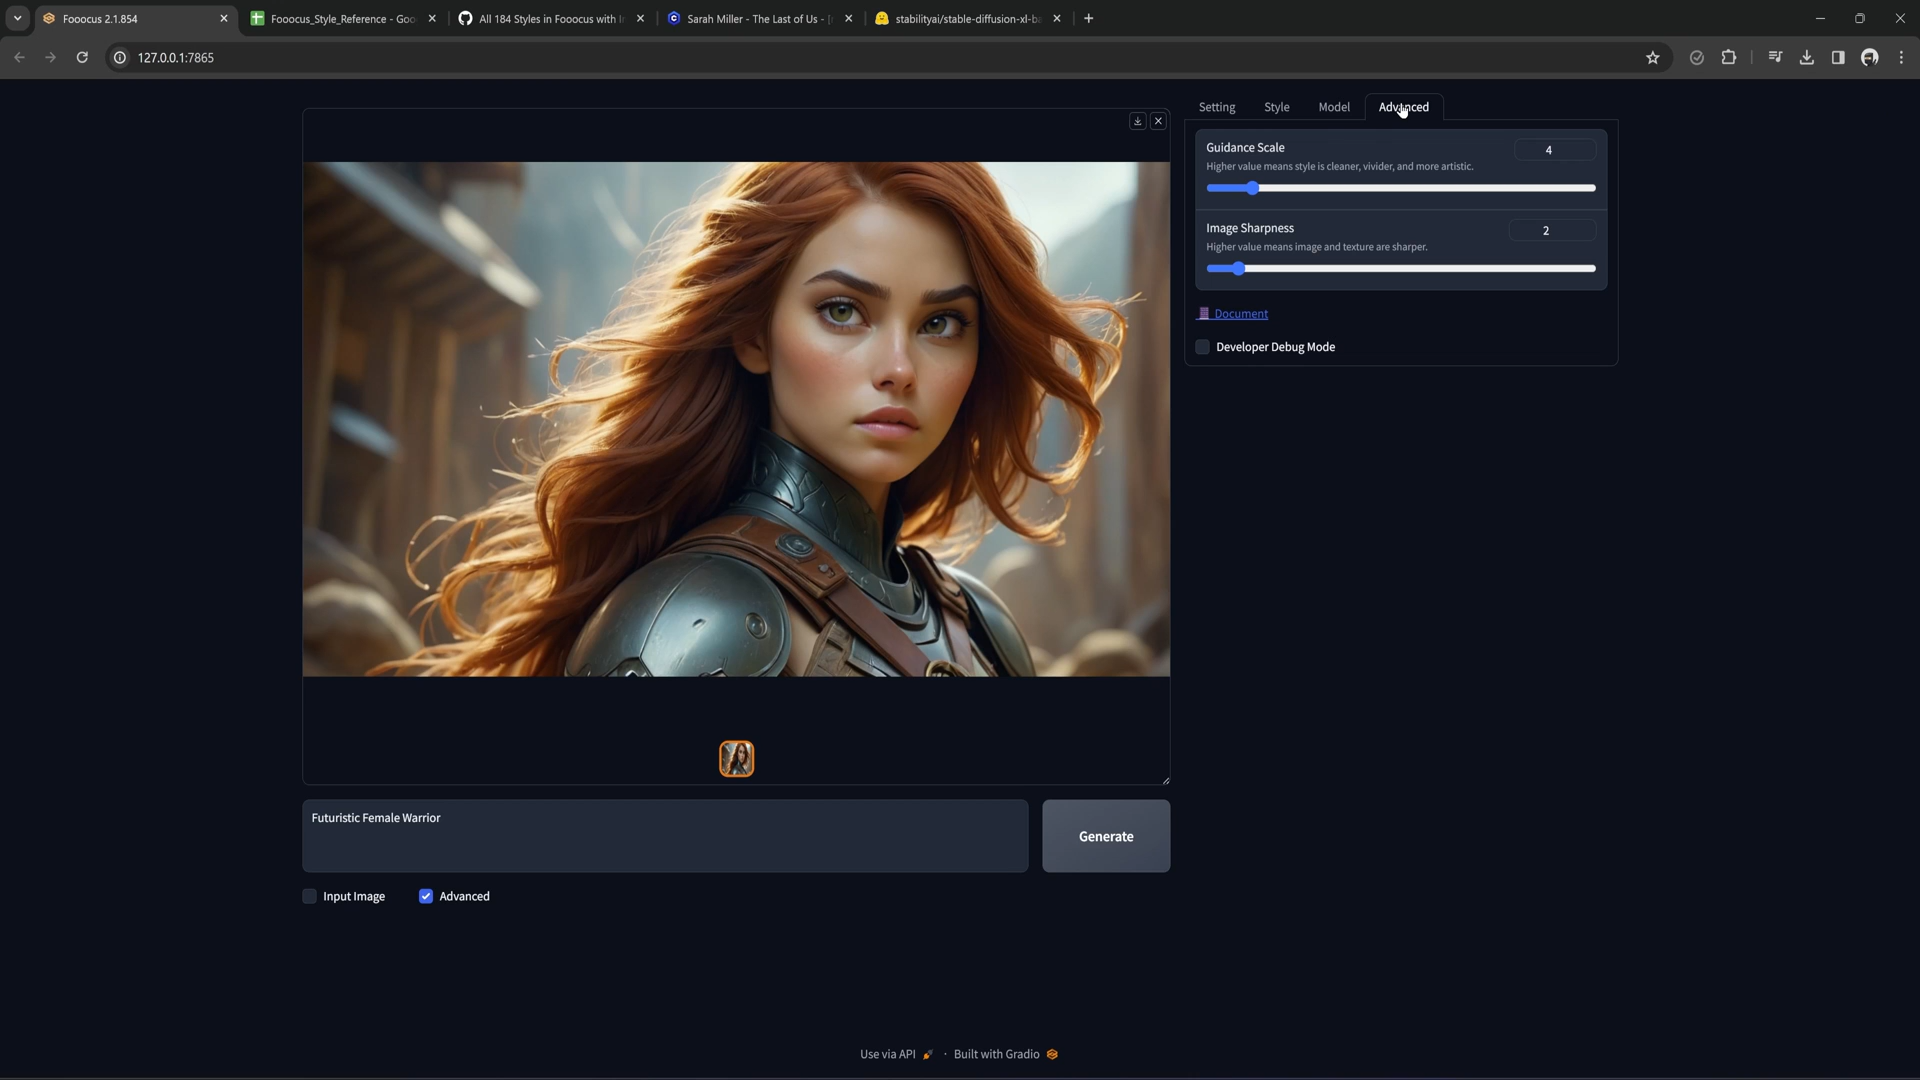 Fooocus 2.1.854
Fooocus_Style_Reference - Goo
All 184 Styles in Fooocus with
Sarah Miller - The Last of Us - [
stabilityai/stable-diffusion-xl-ba
127.0.0.1:7865
Setting Style Model Advanced
Guidance Scale
4
Higher value means style is cleaner, vivider, and more artistic.
Image Sharpness
2
Higher value means image and texture are sharper.
Document
Developer Debug Mode
Futuristic Female Warrior
Generate
Input Image Advanced
Use via API · Built with Gradio